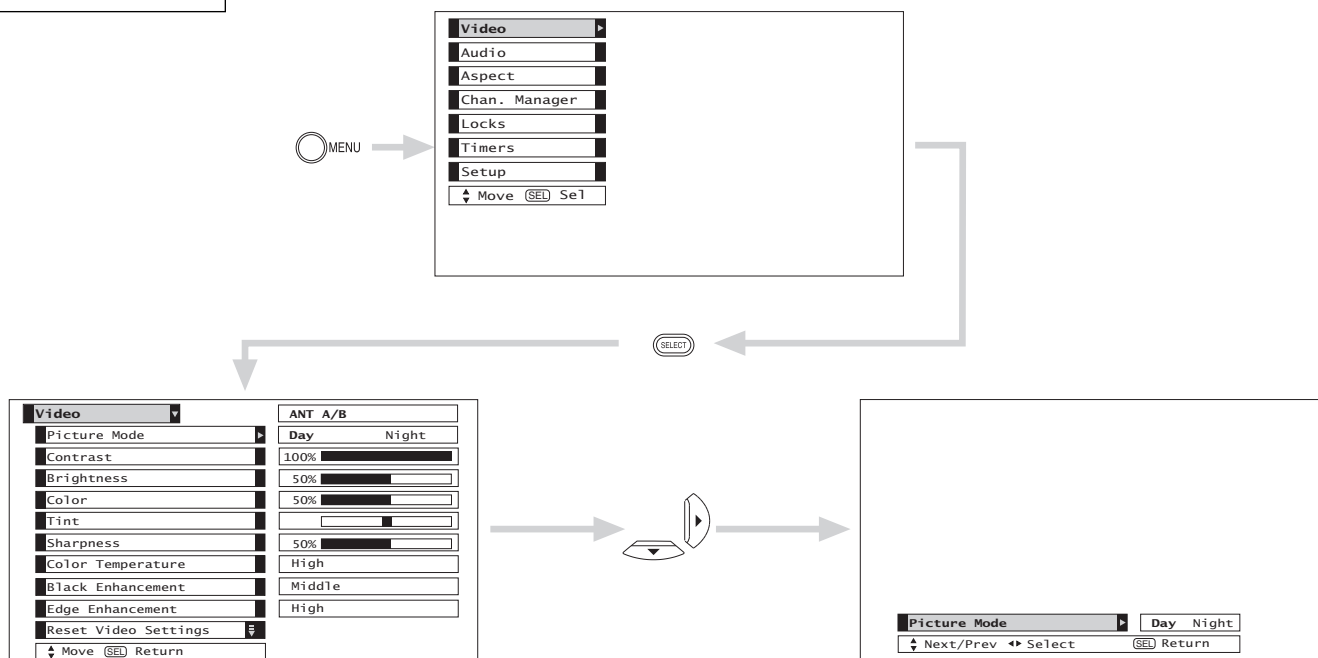 Video
Audio
Aspect
Chan. Manager
Locks
Timers
Setup
Move SEL Sel
MENU
SELECT
Video ANT A/B
Picture Mode Day Night
Contrast 100%
Brightness 50%
Color 50%
Tint
Sharpness 50%
Color Temperature High
Black Enhancement Middle
Edge Enhancement High
Reset Video Settings
Move SEL Return
Picture Mode Day Night
Next/Prev Select SEL Return